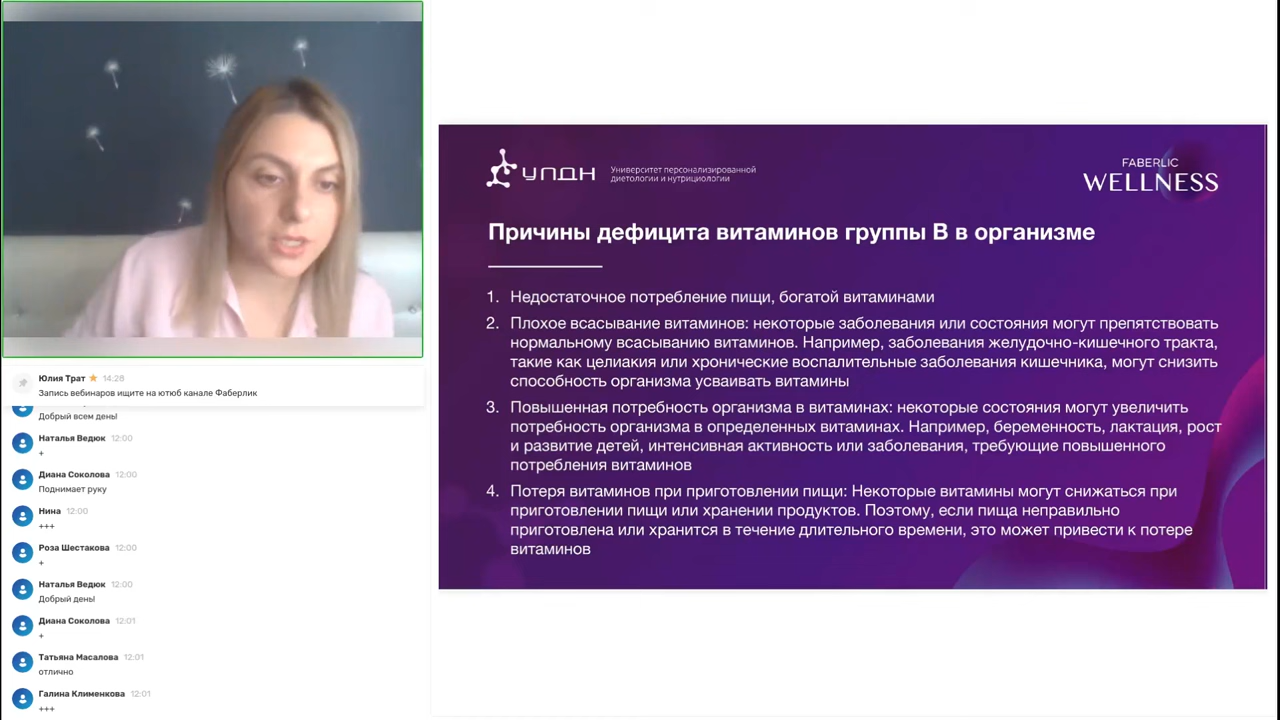 Юлия Трат 14:28
Запись вебинаров ищите на ютюб канале Фаберлик
Добрый всем день!
Наталья Ведюк 12:00
+
Диана Соколова 12:00
Поднимает руку
Нина 12:00
+++
Роза Шестакова 12:00
+
Наталья Ведюк 12:00
Добрый день!
Диана Соколова 12:01
+
Татьяна Масалова 12:01
отлично
Галина Клименкова 12:01
+++
УПДН
Университет персонализированной
диетологии и нутрициологии
FABERLIC
WELLNESS
Причины дефицита витаминов группы B в организме
1. Недостаточное потребление пищи, богатой витаминами
2. Плохое всасывание витаминов: некоторые заболевания или состояния могут препятствовать
нормальному всасыванию витаминов. Например, заболевания желудочно-кишечного тракта,
такие как целиакия или хронические воспалительные заболевания кишечника, могут снизить
способность организма усваивать витамины
3. Повышенная потребность организма в витаминах: некоторые состояния могут увеличить
потребность организма в определенных витаминах. Например, беременность, лактация, рост
и развитие детей, интенсивная активность или заболевания, требующие повышенного
потребления витаминов
4. Потеря витаминов при приготовлении пищи: Некоторые витамины могут снижаться при
приготовлении пищи или хранении продуктов. Поэтому, если пища неправильно
приготовлена или хранится в течение длительного времени, это может привести к потере
витаминов